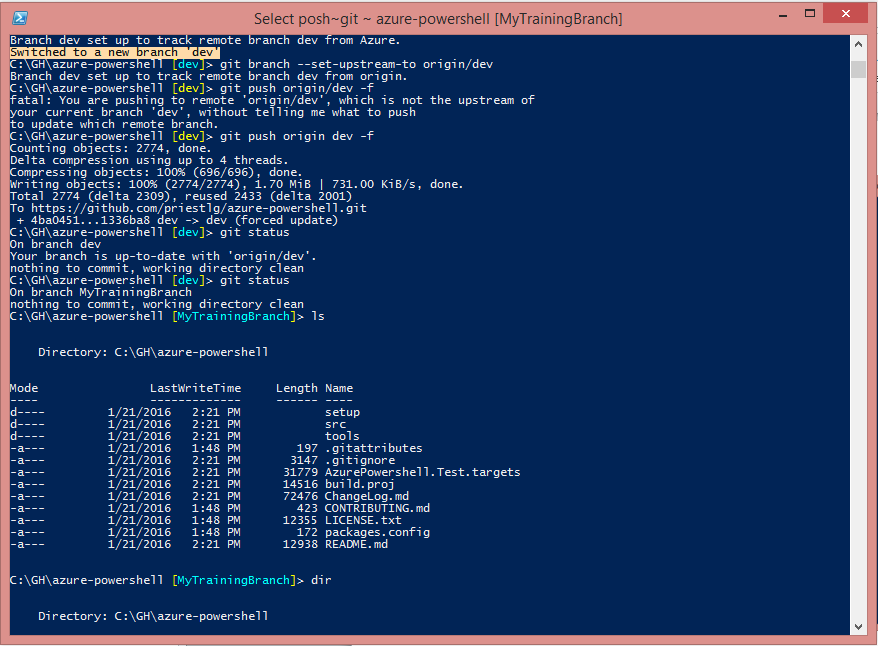 Select posh~git ~ azure-powershell [MyTrainingBranch]
Branch dev set up to track remote branch dev from Azure.
Switched to a new branch 'dev'
C:\GH\azure-powershell [dev]> git branch --set-upstream-to origin/dev
Branch dev set up to track remote branch dev from origin.
C:\GH\azure-powershell [dev]> git push origin/dev -f
fatal: You are pushing to remote 'origin/dev', which is not the upstream of
your current branch 'dev', without telling me what to push
to update which remote branch.
C:\GH\azure-powershell [dev]> git push origin dev -f
Counting objects: 2774, done.
Delta compression using up to 4 threads.
Compressing objects: 100% (696/696), done.
Writing objects: 100% (2774/2774), 1.70 MiB | 731.00 KiB/s, done.
Total 2774 (delta 2309), reused 2433 (delta 2001)
To https://github.com/priestlg/azure-powershell.git
 + 4ba0451...1336ba8 dev -> dev (forced update)
C:\GH\azure-powershell [dev]> git status
On branch dev
Your branch is up-to-date with 'origin/dev'.
nothing to commit, working directory clean
C:\GH\azure-powershell [dev]> git status
On branch MyTrainingBranch
nothing to commit, working directory clean
C:\GH\azure-powershell [MyTrainingBranch]> ls
Directory: C:\GH\azure-powershell
Mode LastWriteTime Length Name
---- ------------- ------ ----
d---- 1/21/2016 2:21 PM setup
d---- 1/21/2016 2:21 PM src
d---- 1/21/2016 2:21 PM tools
-a--- 1/21/2016 1:48 PM 197 .gitattributes
-a--- 1/21/2016 2:21 PM 3147 .gitignore
-a--- 1/21/2016 2:21 PM 31779 AzurePowershell.Test.targets
-a--- 1/21/2016 2:21 PM 14516 build.proj
-a--- 1/21/2016 2:21 PM 72476 ChangeLog.md
-a--- 1/21/2016 1:48 PM 423 CONTRIBUTING.md
-a--- 1/21/2016 1:48 PM 12355 LICENSE.txt
-a--- 1/21/2016 1:48 PM 172 packages.config
-a--- 1/21/2016 2:21 PM 12938 README.md
C:\GH\azure-powershell [MyTrainingBranch]> dir
Directory: C:\GH\azure-powershell